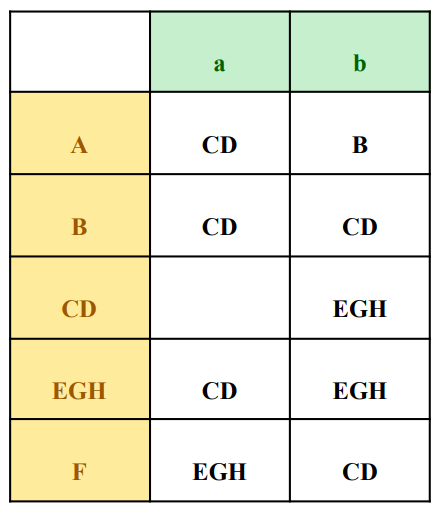 a b
A CD B
B CD CD
CD EGH
EGH CD EGH
F EGH CD